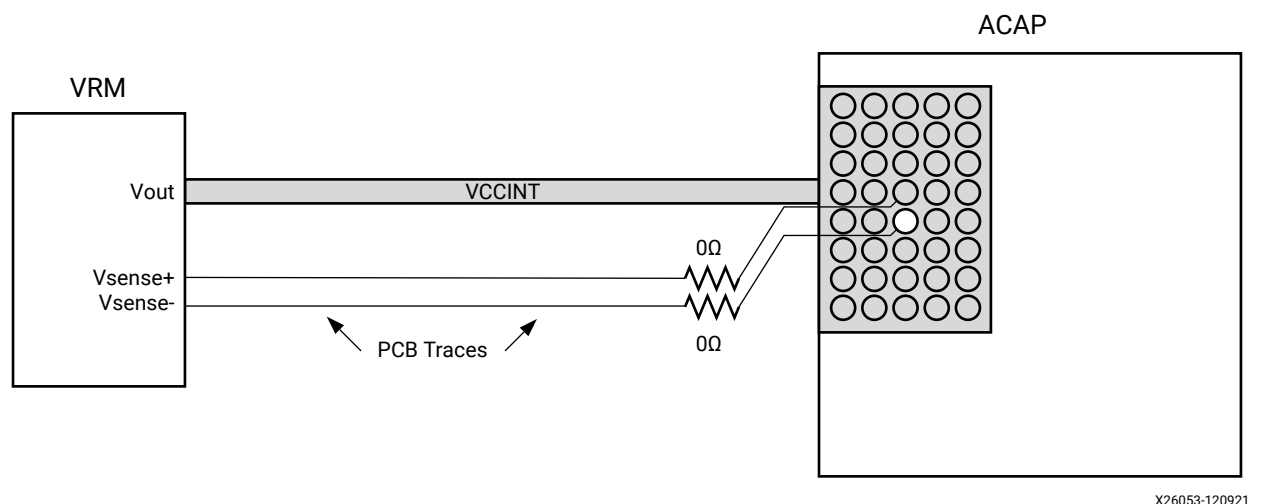 ACAP
VRM
Vout
VCCINT
Vsense+
Vsense-
0Ω
0Ω
PCB Traces
X26053-120921